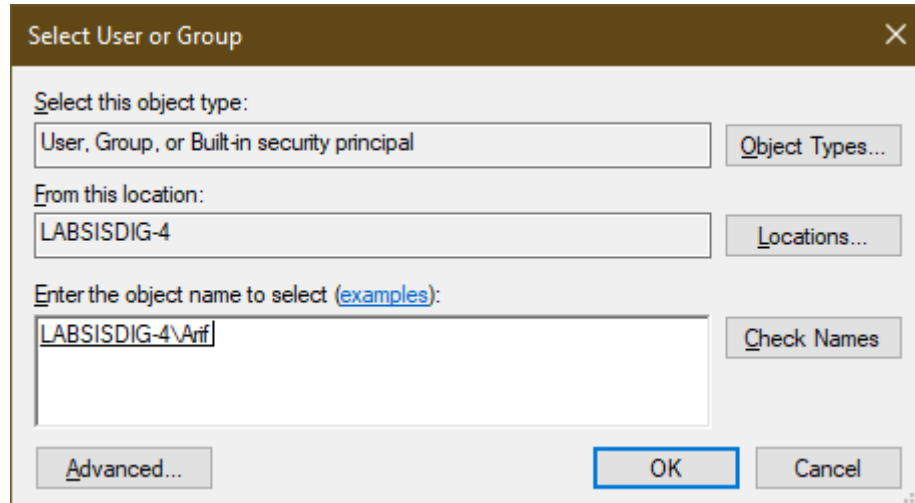 Select User or Group
Select this object type:
User, Group, or Built-in security principal
Object Types...
From this location:
LABSISDIG-4
Locations...
Enter the object name to select (examples):
LABSISDIG-4\Arif
Check Names
Advanced...
OK
Cancel